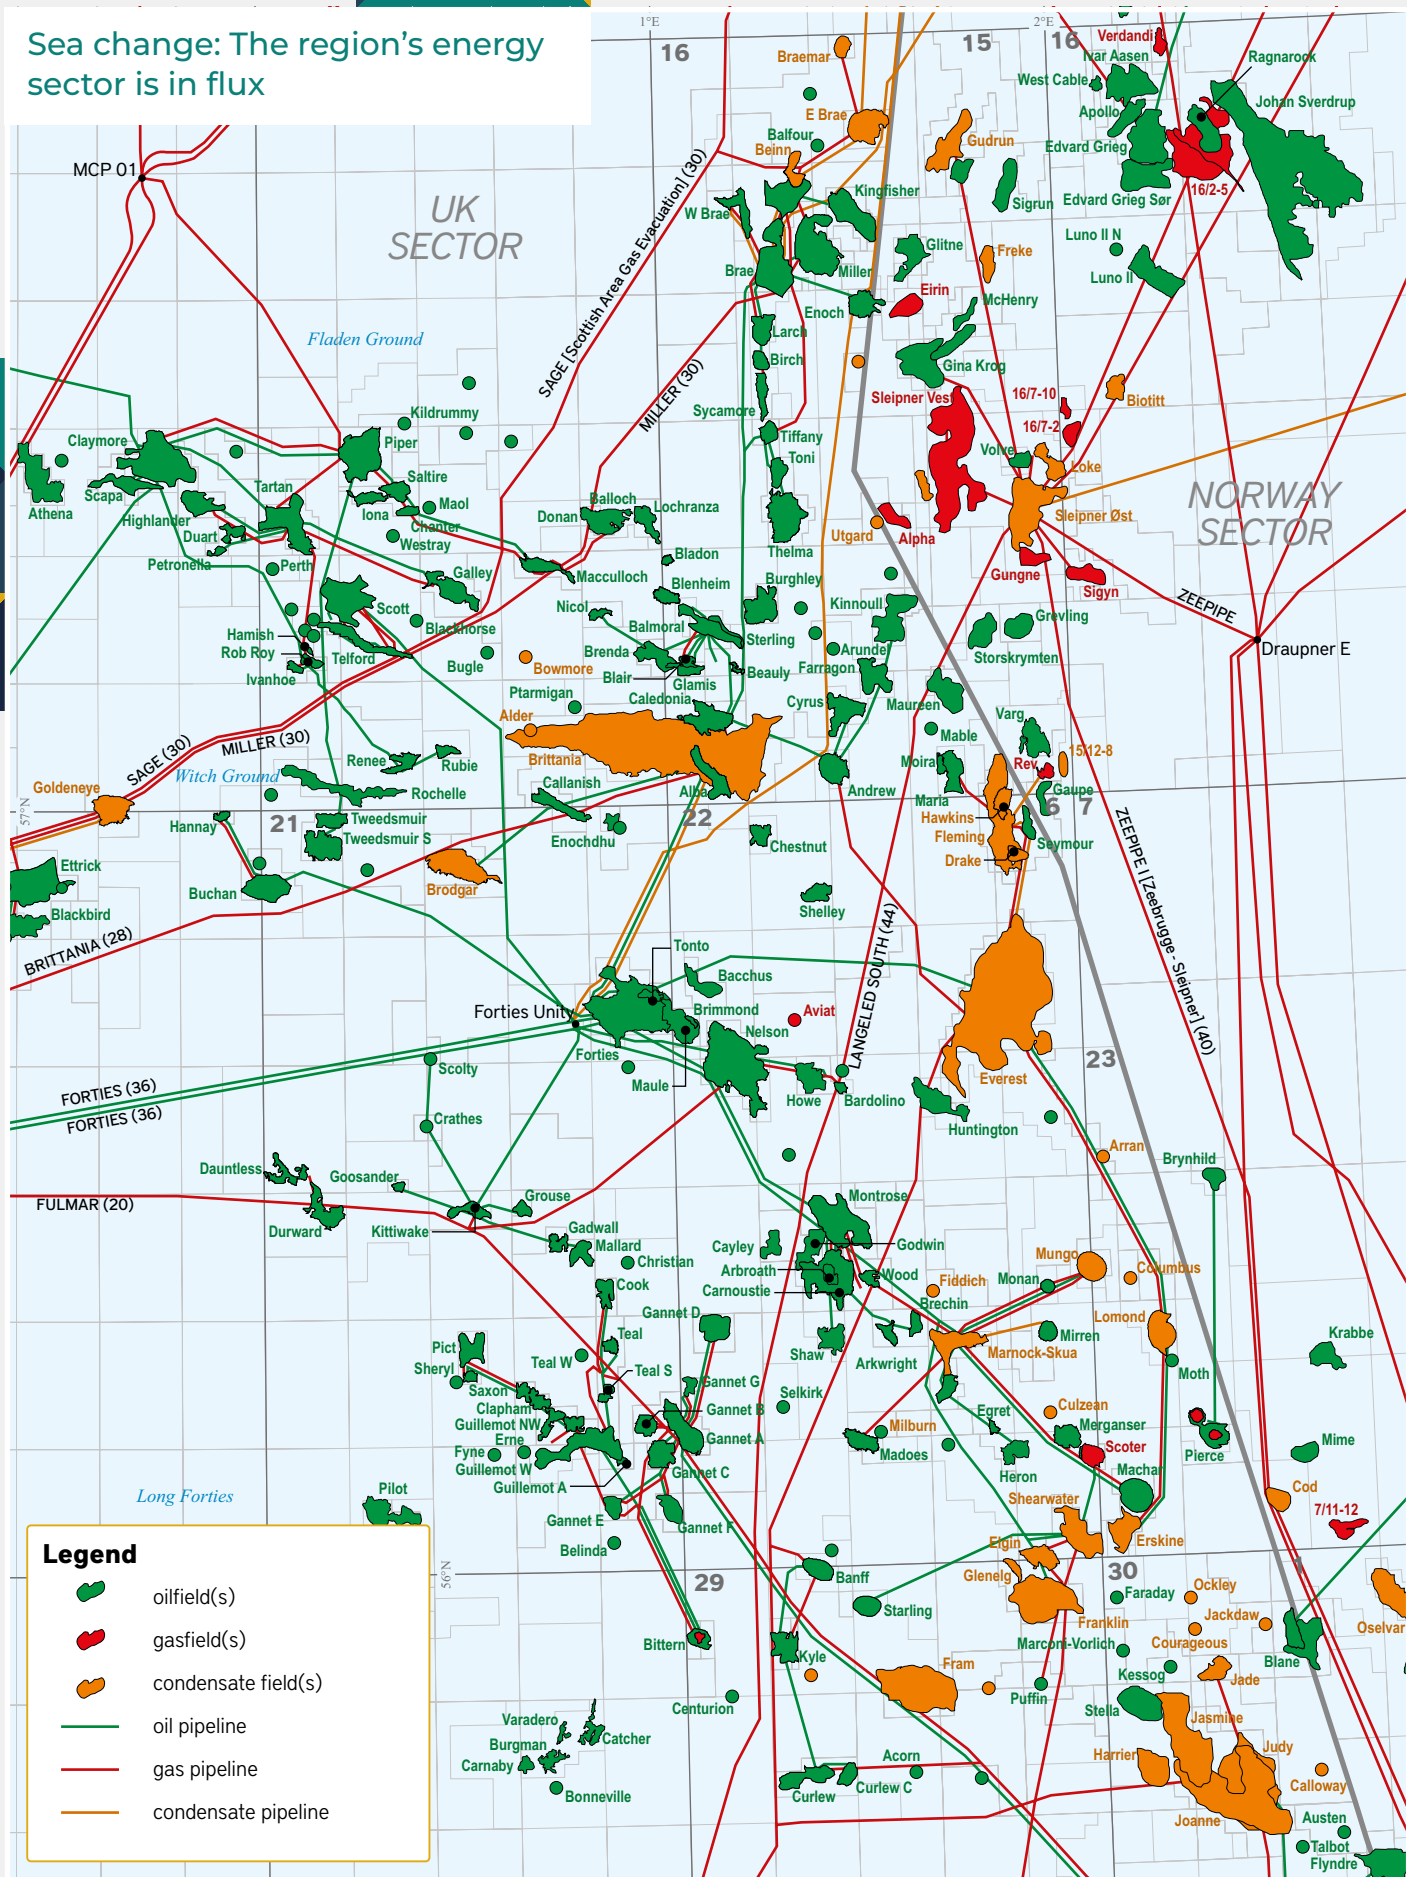 Sea change: The region’s energy
sector is in flux
1°E
2°E
16
15
16
Braemar
Verdandi
Ivar Aasen
Ragnarock
West Cable
Johan Sverdrup
Apollo
E Brae
Balfour
Beinn
Gudrun
Edvard Grieg
MCP 01
UK
SECTOR
Kingfisher
Sigrun
Edvard Grieg Sør
16/2-5
W Brae
Luno II N
Glitne
Freke
Brae
Miller
Luno II
Eirin
McHenry
Enoch
Fladen Ground
SAGE [Scottish Area Gas Evacuation] (30)
Larch
Birch
Gina Krog
MILLER (30)
Sleipner Vest
16/7-10
Biotitt
Kildrummy
Sycamore
16/7-2
Claymore
Piper
Tiffany
Volve
Toni
Loke
Saltire
Scapa
Tartan
Maol
Athena
Iona
Balloch
Lochranza
NORWAY
SECTOR
Highlander
Chanter
Donan
Sleipner Øst
Duart
Westray
Utgard
Alpha
Petronella
Perth
Bladon
Thelma
Galley
Macculloch
Burghley
Gungne
Sigyn
Blenheim
Scott
Nicol
Kinnoull
ZEEPIPE
Hamish
Blackhorse
Balmoral
Sterling
Grevling
Rob Roy
Telford
Brenda
Arundel
Storskrymten
Draupner E
Ivanhoe
Bugle
Bowmore
Blair
Glamis
Beauly
Farragon
Ptarmigan
Caledonia
Cyrus
Maureen
Alder
Varg
Mable
SAGE (30)
MILLER (30)
15/12-8
Brittania
Moira
Rev
Renee
Rubie
Witch Ground
Goldeneye
Callanish
Alba
Andrew
Gaupe
Rochelle
Maria
6
7
57°N
Hannay
21
Tweedsmuir
22
Hawkins
Tweedsmuir S
Enochdhu
Chestnut
Fleming
Seymour
Drake
Ettrick
Buchan
Brodgar
Blackbird
Shelley
BRITTANIA (28)
LANGELED SOUTH (44)
ZEEPIPE I [Zeebrugge - Sleipner] (40)
Tonto
Bacchus
Forties Unity
Brimmond
Aviat
Nelson
Forties
23
Scolty
Maule
Everest
FORTIES (36)
FORTIES (36)
Howe
Bardolino
Crathes
Huntington
Arran
Brynhild
Dauntless
Goosander
FULMAR (20)
Grouse
Montrose
Durward
Kittiwake
Gadwall
Mallard
Cayley
Godwin
Christian
Mungo
Columbus
Arbroath
Wood
Monan
Cook
Carnoustie
Fiddich
Gannet D
Brechin
Lomond
Pict
Teal
Mirren
Krabbe
Sheryl
Teal W
Shaw
Arkwright
Marnock-Skua
Teal S
Moth
Saxon
Gannet G
Selkirk
Clapham
Gannet B
Egret
Culzean
Guillemot NW
Milburn
Merganser
Erne
Gannet A
Mime
Fyne
Madoes
Scoter
Pierce
Guillemot W
Gannet C
Heron
Machar
Guillemot A
Long Forties
Pilot
Shearwater
Cod
7/11-12
Gannet E
Gannet F
Elgin
Erskine
Belinda
56°N
29
Banff
Glenelg
30
1
Faraday
Ockley
Starling
Franklin
Jackdaw
Oselvar
Bittern
Marconi-Vorlich
Courageous
Kyle
Blane
Kessog
Fram
Jade
Puffin
Centurion
Stella
Varadero
Jasmine
Catcher
Burgman
Acorn
Harrier
Judy
Carnaby
Curlew C
Calloway
Bonneville
Curlew
Joanne
Austen
Talbot
Flyndre
Legend
oilfield(s)
gasfield(s)
condensate field(s)
oil pipeline
gas pipeline
condensate pipeline